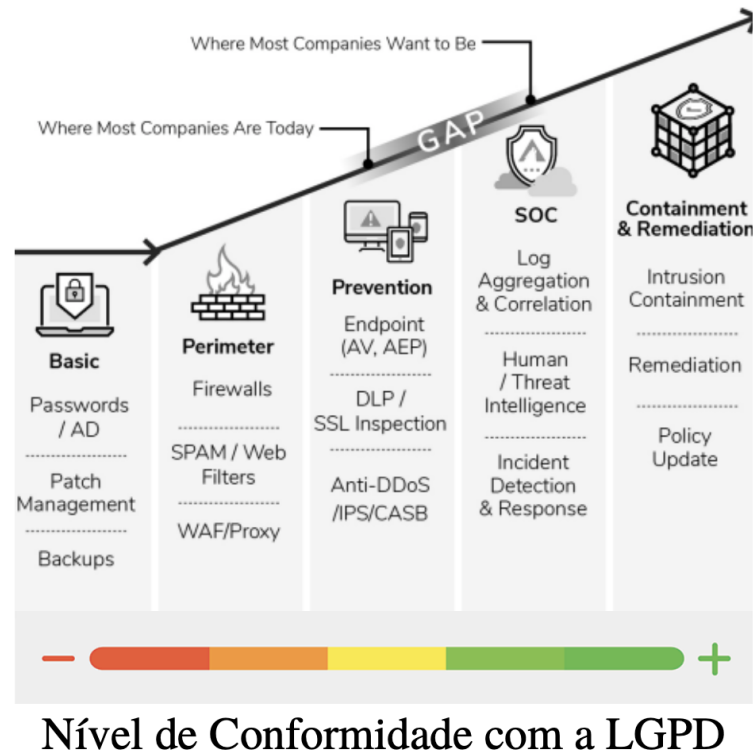 Where Most Companies Want to Be
Where Most Companies Are Today
GAP
Basic
Passwords
/ AD
Patch
Management
Backups
Perimeter
Firewalls
SPAM / Web
Filters
WAF/Proxy
Prevention
Endpoint
(AV, AEP)
DLP /
SSL Inspection
Anti-DDoS
/IPS/CASB
SOC
Log
Aggregation
& Correlation
Human
/ Threat
Intelligence
Incident
Detection
& Response
Containment
& Remediation
Intrusion
Containment
Remediation
Policy
Update
Nível de Conformidade com a LGPD